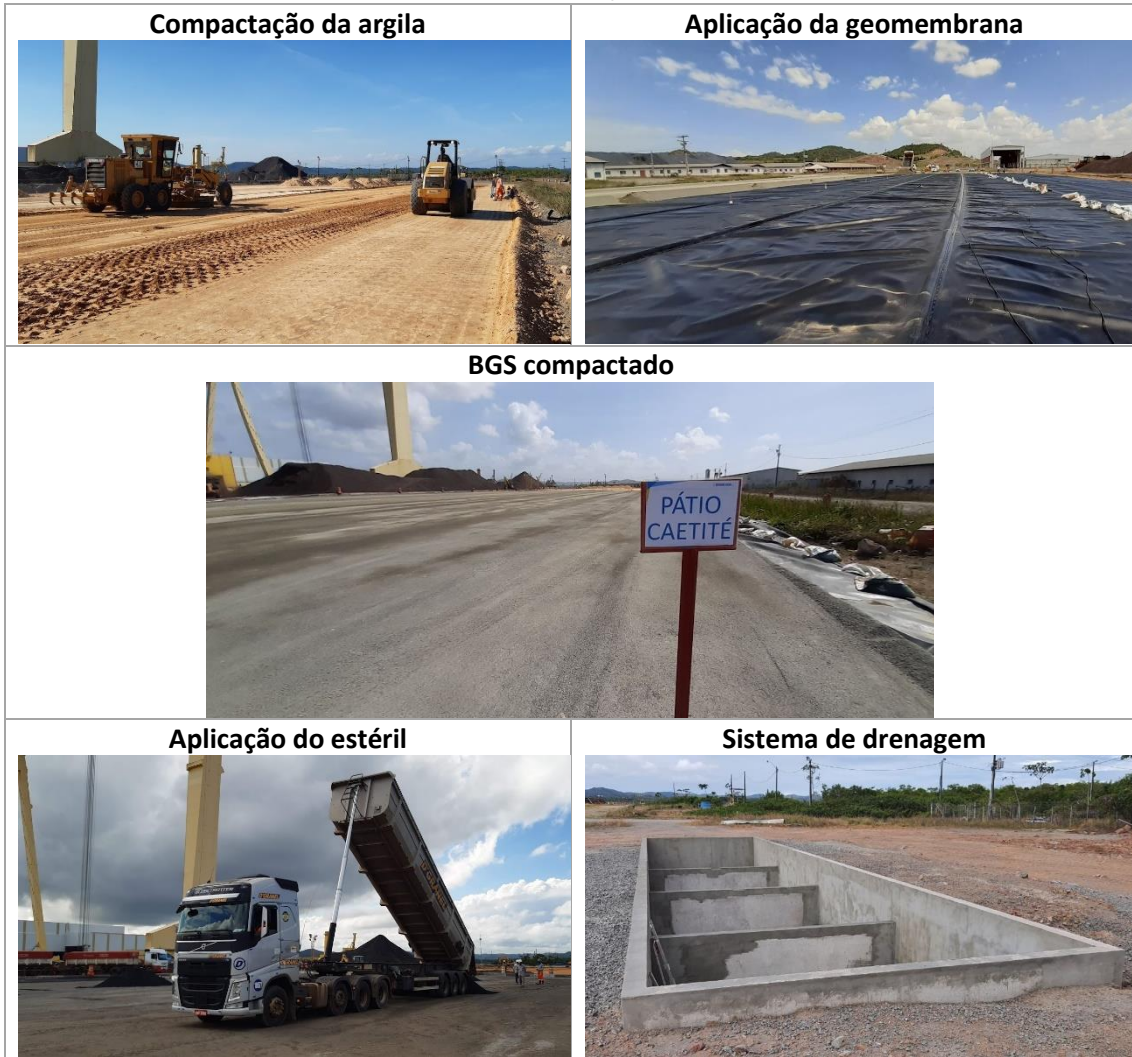 Compactação da argila
Aplicação da geomembrana
BGS compactado
PÁTIO
CAETITÉ
Aplicação do estéril
Sistema de drenagem